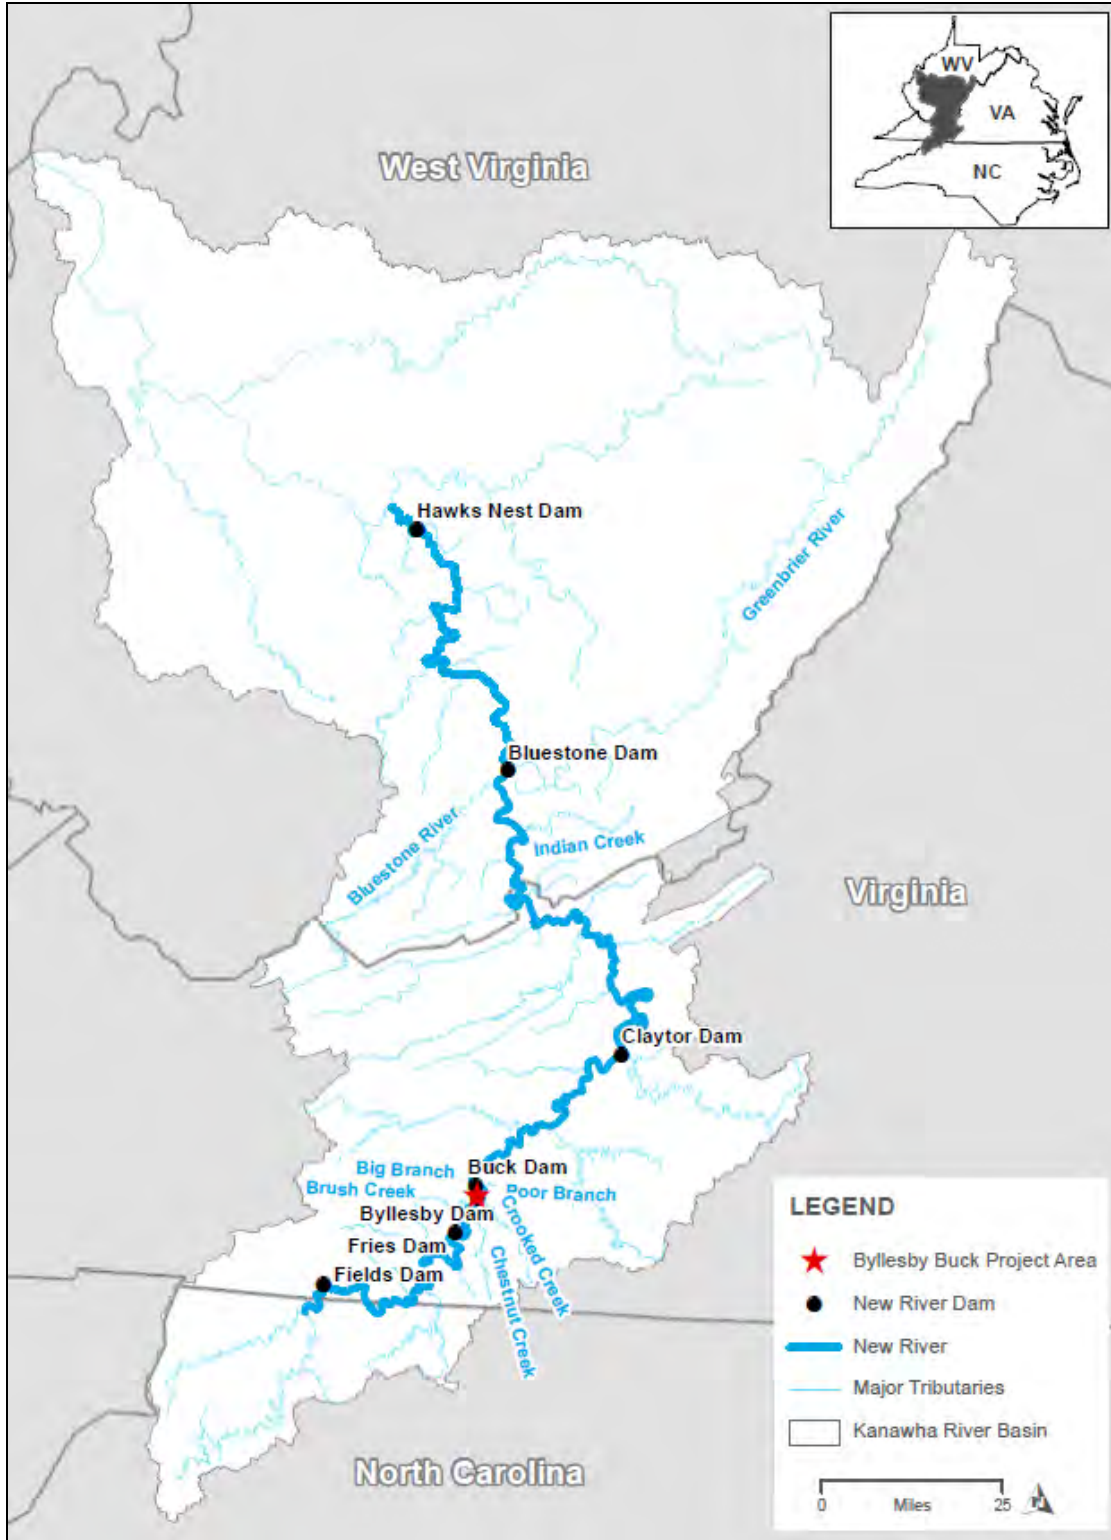 WV
VA
NC
West Virginia
Hawks Nest Dam
Greenbrier River
Bluestone Dam
Bluestone River
Indian Creek
Virginia
Claytor Dam
Buck Dam
Big Branch
Brush Creek
Poor Branch
Byllesby Dam
Crooked Creek
Fries Dam
Chestnut Creek
Fields Dam
North Carolina
LEGEND
Byllesby Buck Project Area
New River Dam
New River
Major Tributaries
Kanawha River Basin
0 Miles 25